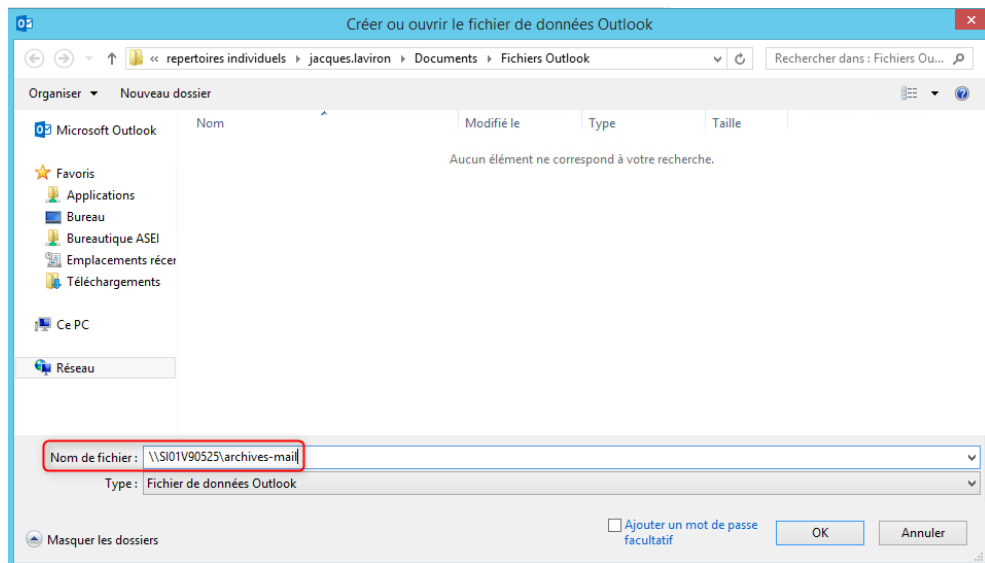 Créer ou ouvrir le fichier de données Outlook
« repertoires individuels ▸ jacques.laviron ▸ Documents ▸ Fichiers Outlook
Rechercher dans : Fichiers Ou...
Organiser Nouveau dossier
Nom Modifié le Type Taille
Aucun élément ne correspond à votre recherche.
Microsoft Outlook
Favoris
Applications
Bureau
Bureautique ASEI
Emplacements récer
Téléchargements
Ce PC
Réseau
Nom de fichier : \\SI01V90525\archives-mail
Type : Fichier de données Outlook
Masquer les dossiers
Ajouter un mot de passe
facultatif
OK
Annuler